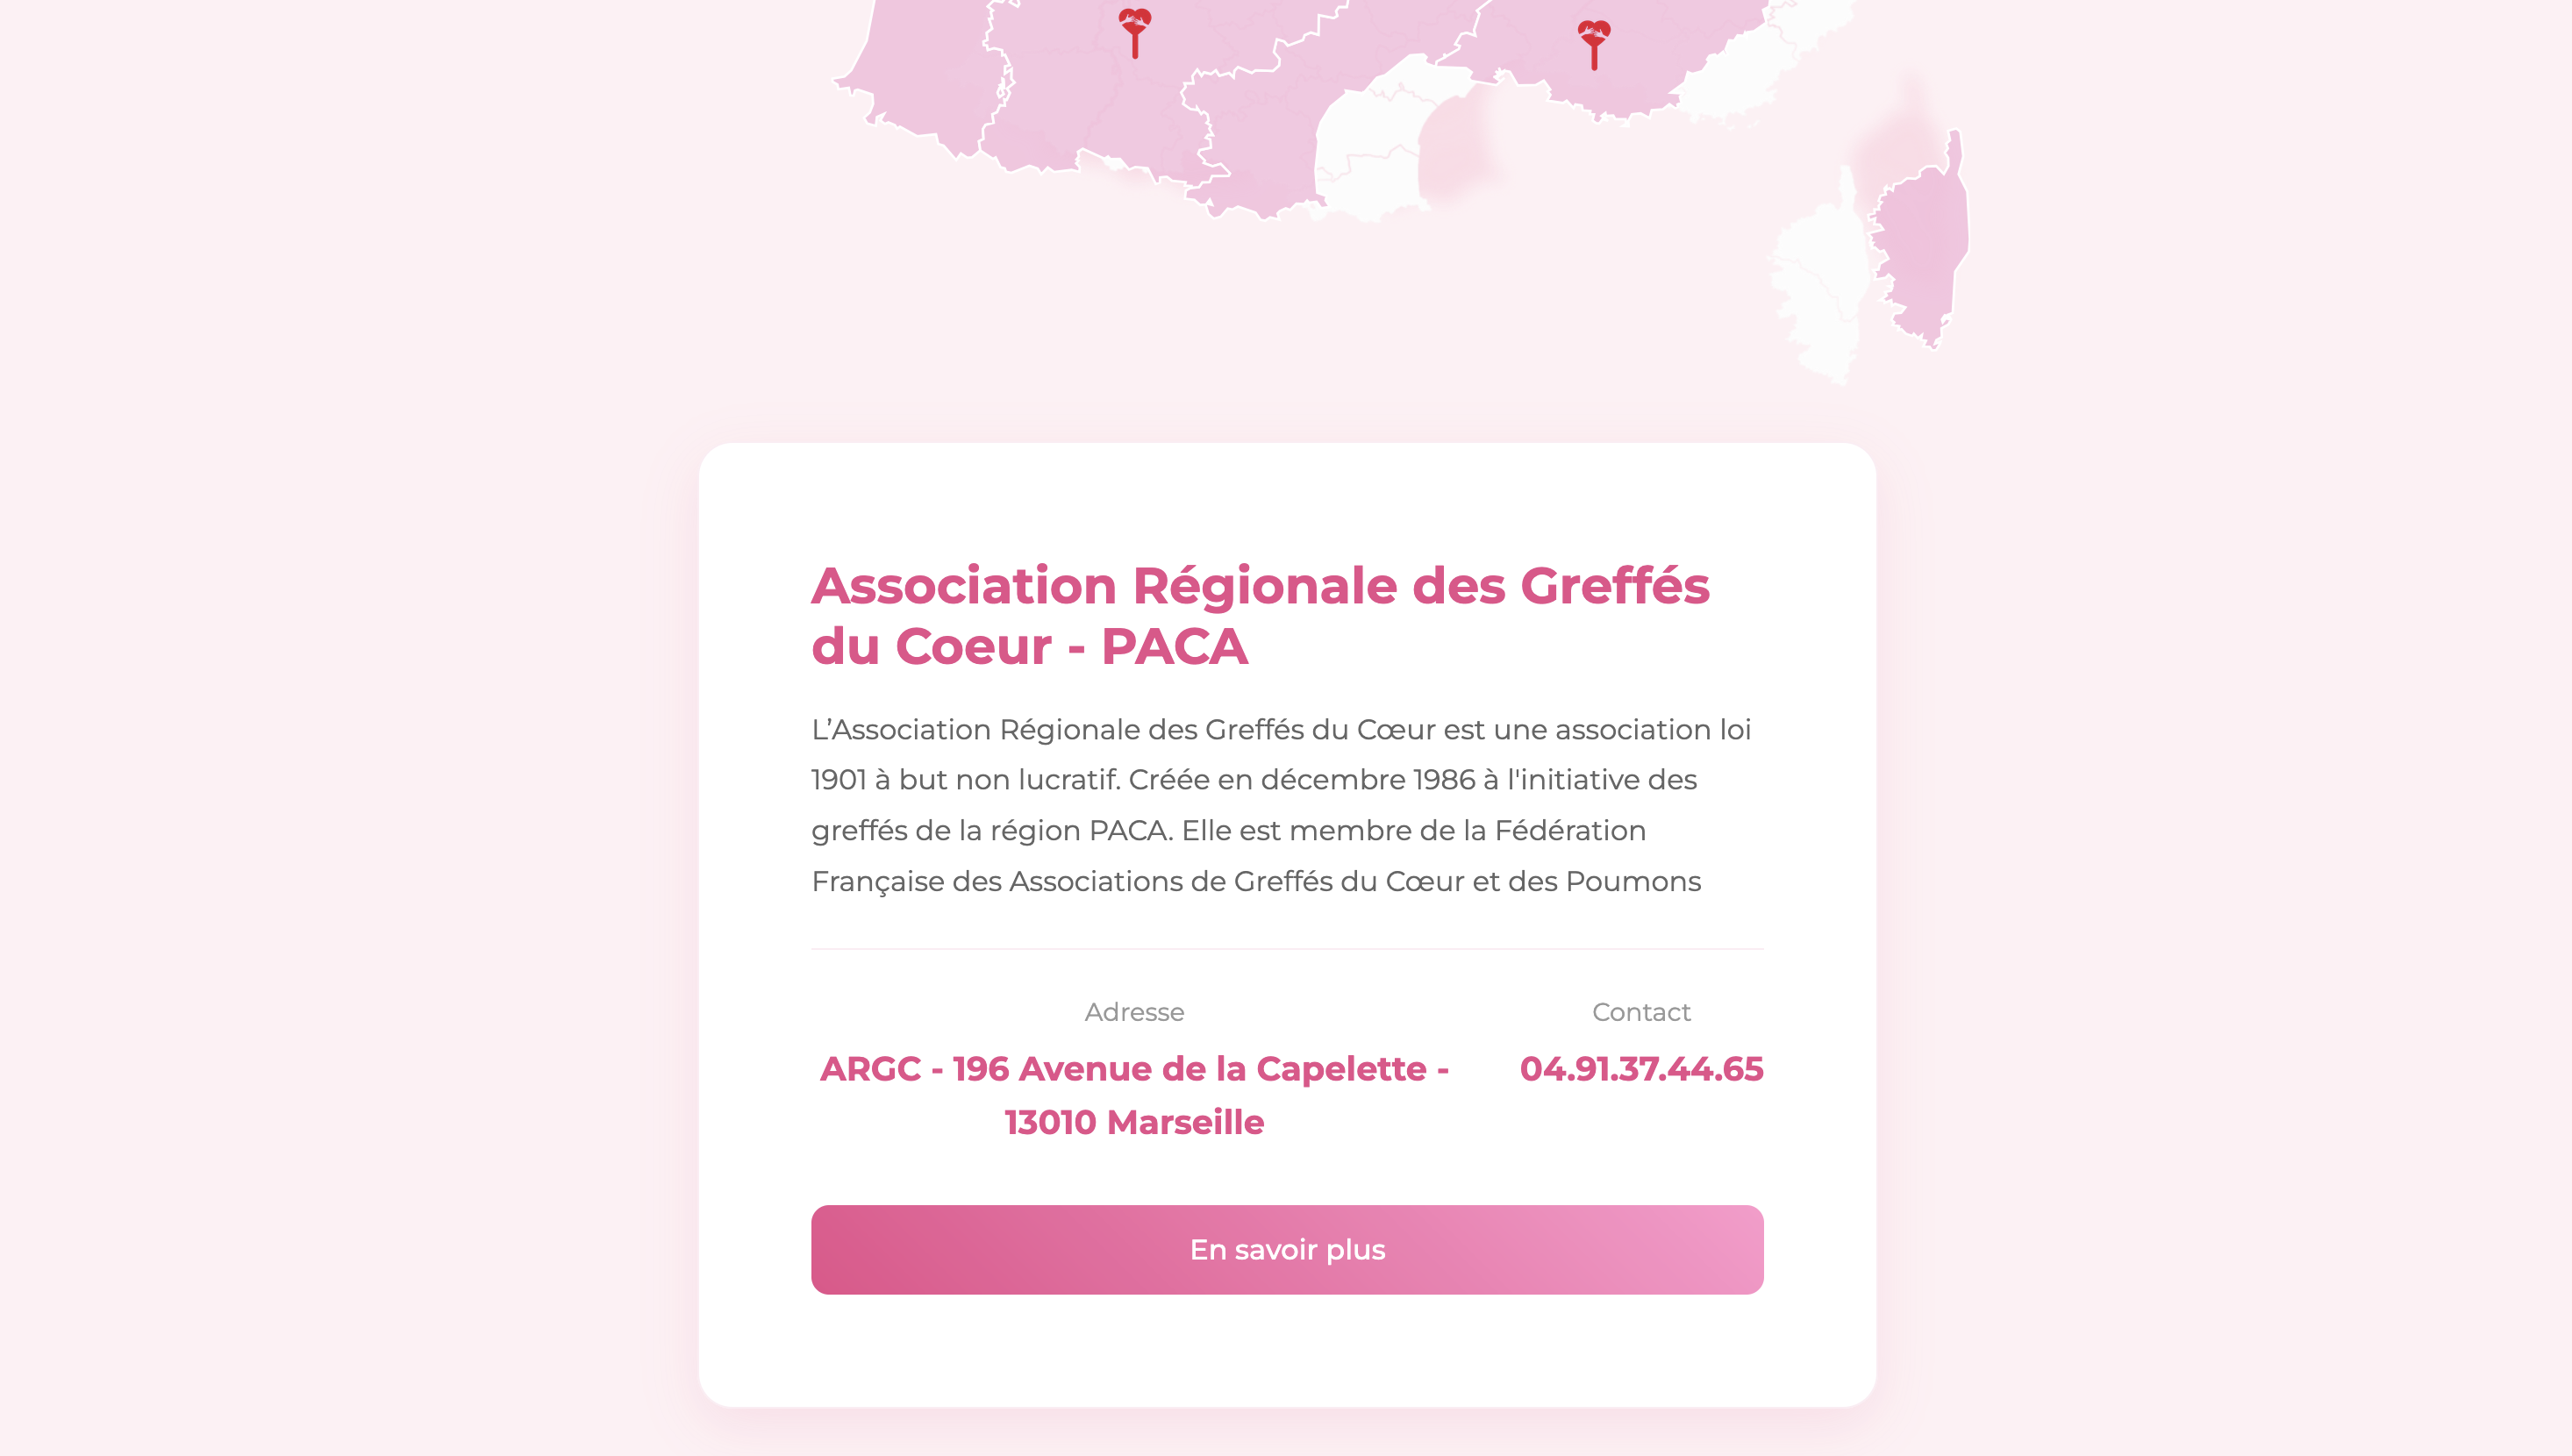 Association Régionale des Greffés
du Coeur - PACA
L’Association Régionale des Greffés du Cœur est une association loi
1901 à but non lucratif. Créée en décembre 1986 à l'initiative des
greffés de la région PACA. Elle est membre de la Fédération
Française des Associations de Greffés du Cœur et des Poumons
Adresse
ARGC - 196 Avenue de la Capelette -
13010 Marseille
Contact
04.91.37.44.65
En savoir plus